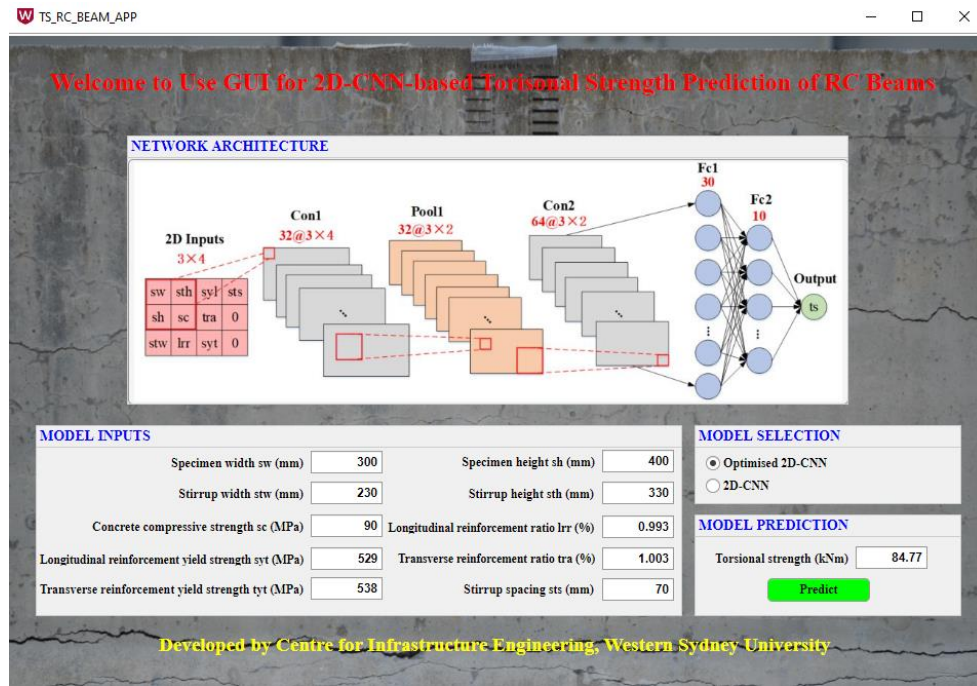 TS_RC_BEAM_APP
Welcome to Use GUI for 2D-CNN-based Torisonal Strength Prediction of RC Beams
NETWORK ARCHITECTURE
2D Inputs
3×4
sw sth syl sts
sh sc tra 0
stw lrr syt 0
Con1
32@3×4
...
Pool1
32@3×2
...
Con2
64@3×2
...
Fc1
30
...
Fc2
10
...
Output
ts
MODEL INPUTS
Specimen width sw (mm) 300 Specimen height sh (mm) 400
Stirrup width stw (mm) 230 Stirrup height sth (mm) 330
Concrete compressive strength sc (MPa) 90 Longitudinal reinforcement ratio lrr (%) 0.993
Longitudinal reinforcement yield strength syt (MPa) 529 Transverse reinforcement ratio tra (%) 1.003
Transverse reinforcement yield strength tyt (MPa) 538 Stirrup spacing sts (mm) 70
MODEL SELECTION
Optimised 2D-CNN
2D-CNN
MODEL PREDICTION
Torsional strength (kNm) 84.77
Predict
Developed by Centre for Infrastructure Engineering, Western Sydney University